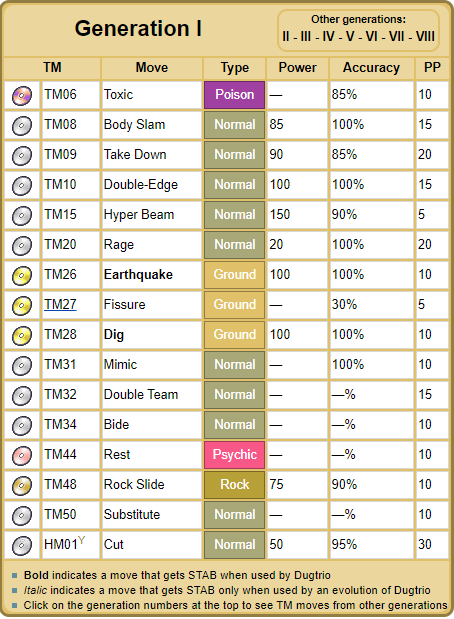 Generation I
Other generations:
II - III - IV - V - VI - VII - VIII
TM Move Type Power Accuracy PP
TM06 Toxic Poison — 85% 10
TM08 Body Slam Normal 85 100% 15
TM09 Take Down Normal 90 85% 20
TM10 Double-Edge Normal 100 100% 15
TM15 Hyper Beam Normal 150 90% 5
TM20 Rage Normal 20 100% 20
TM26 Earthquake Ground 100 100% 10
TM27 Fissure Ground — 30% 5
TM28 Dig Ground 100 100% 10
TM31 Mimic Normal — 100% 10
TM32 Double Team Normal — —% 15
TM34 Bide Normal — —% 10
TM44 Rest Psychic — —% 10
TM48 Rock Slide Rock 75 90% 10
TM50 Substitute Normal — —% 10
HM01Y Cut Normal 50 95% 30
Bold indicates a move that gets STAB when used by Dugtrio
Italic indicates a move that gets STAB only when used by an evolution of Dugtrio
Click on the generation numbers at the top to see TM moves from other generations